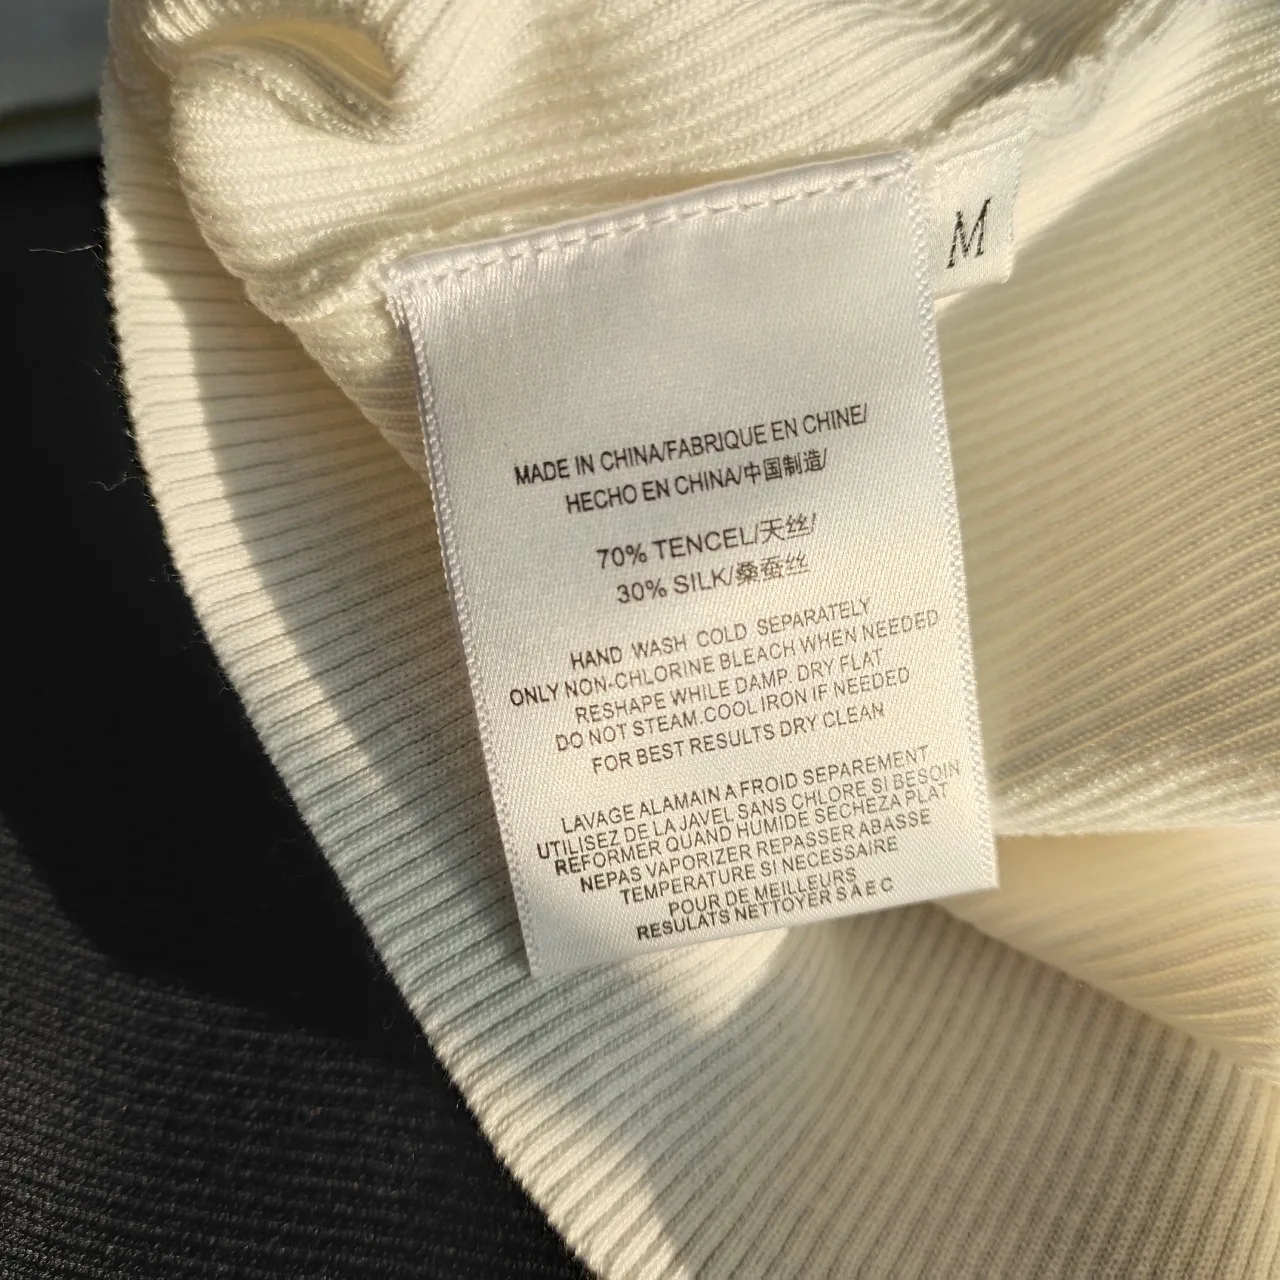 M
MADE IN CHINA/FABRIQUE EN CHINE/
HECHO EN CHINA/中国制造/
70% TENCEL/天丝/
30% SILK/桑蚕丝
HAND WASH COLD SEPARATELY
ONLY NON-CHLORINE BLEACH WHEN NEEDED
RESHAPE WHILE DAMP. DRY FLAT
DO NOT STEAM.COOL IRON IF NEEDED
FOR BEST RESULTS DRY CLEAN
LAVAGE ALAMAIN A FROID SEPAREMENT
UTILISEZ DE LA JAVEL SANS CHLORE SI BESOIN
REFORMER QUAND HUMIDE SECHEZA PLAT
NEPAS VAPORIZER REPASSER ABASSE
TEMPERATURE SI NECESSAIRE
POUR DE MEILLEURS
RESULATS NETTOYER S A E C